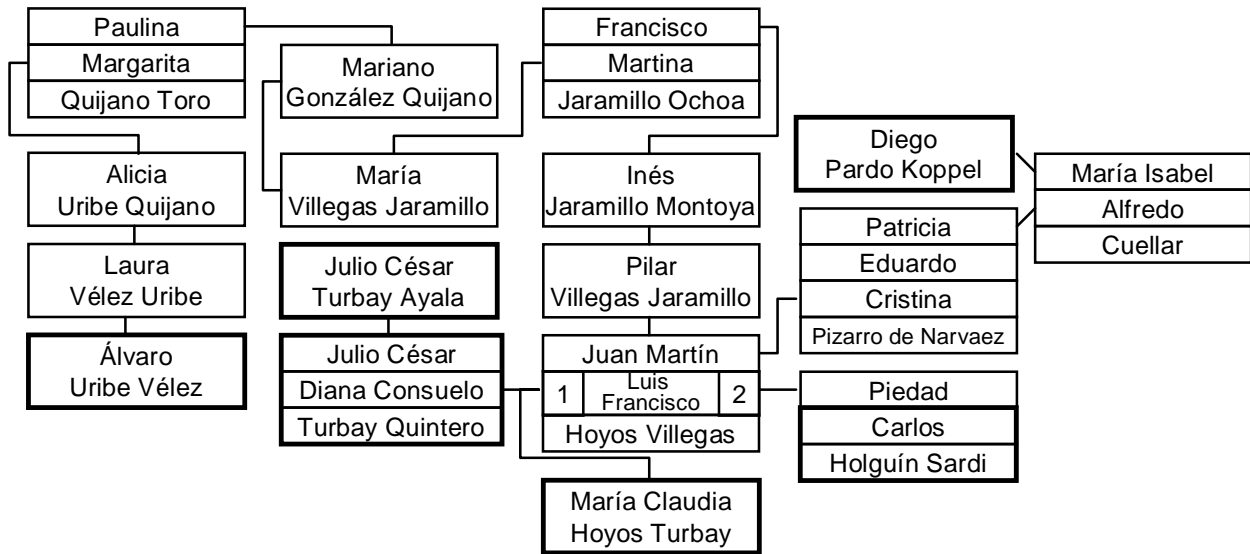 Paulina
Margarita
Quijano Toro
Mariano
González Quijano
Francisco
Martina
Jaramillo Ochoa
Diego
Pardo Koppel
María Isabel
Alfredo
Cuellar
Alicia
Uribe Quijano
María
Villegas Jaramillo
Inés
Jaramillo Montoya
Patricia
Eduardo
Cristina
Pizarro de Narvaez
Laura
Vélez Uribe
Julio César
Turbay Ayala
Pilar
Villegas Jaramillo
Álvaro
Uribe Vélez
Julio César
Diana Consuelo
Turbay Quintero
Juan Martín
1
Luis
Francisco
2
Hoyos Villegas
Piedad
Carlos
Holguín Sardi
María Claudia
Hoyos Turbay